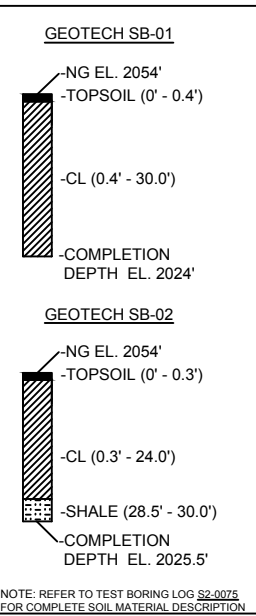 GEOTECH SB-01
-NG EL. 2054'
-TOPSOIL (0' - 0.4')
-CL (0.4' - 30.0')
-COMPLETION
DEPTH EL. 2024'
GEOTECH SB-02
-NG EL. 2054'
-TOPSOIL (0' - 0.3')
-CL (0.3' - 24.0')
-SHALE (28.5' - 30.0')
-COMPLETION
DEPTH EL. 2025.5'
NOTE: REFER TO TEST BORING LOG S2-0075
FOR COMPLETE SOIL MATERIAL DESCRIPTION